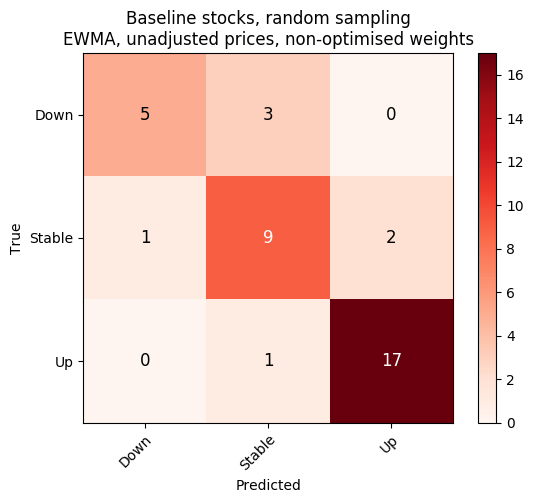 Baseline stocks, random sampling
EWMA, unadjusted prices, non-optimised weights
True
Down
Stable
Up
5 3 0
1 9 2
0 1 17
Down Stable Up
Predicted
16
14
12
10
8
6
4
2
0